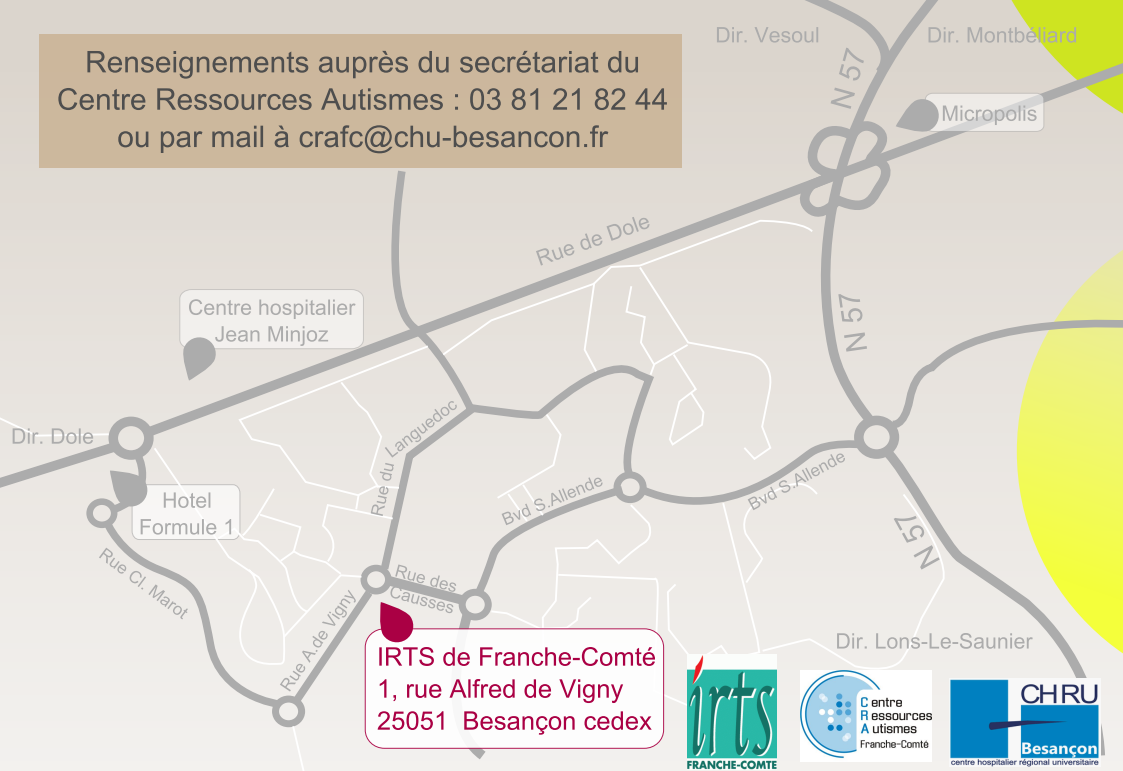 Renseignements auprès du secrétariat du
Centre Ressources Autismes : 03 81 21 82 44
ou par mail à crafc@chu-besancon.fr
Dir. Vesoul
Dir. Montbéliard
N 57
Micropolis
Rue de Dole
Centre hospitalier
Jean Minjoz
N 57
Dir. Dole
Rue du Languedoc
Hotel
Formule 1
Bvd S.Allende
Bvd S.Allende
N 57
Rue Cl. Marot
Rue des
Causses
Rue A.de Vigny
Dir. Lons-Le-Saunier
IRTS de Franche-Comté
1, rue Alfred de Vigny
25051 Besançon cedex
irts
FRANCHE-COMTE
Centre
Ressources
Autismes
Franche-Comté
CHRU
Besançon
centre hospitalier régional universitaire